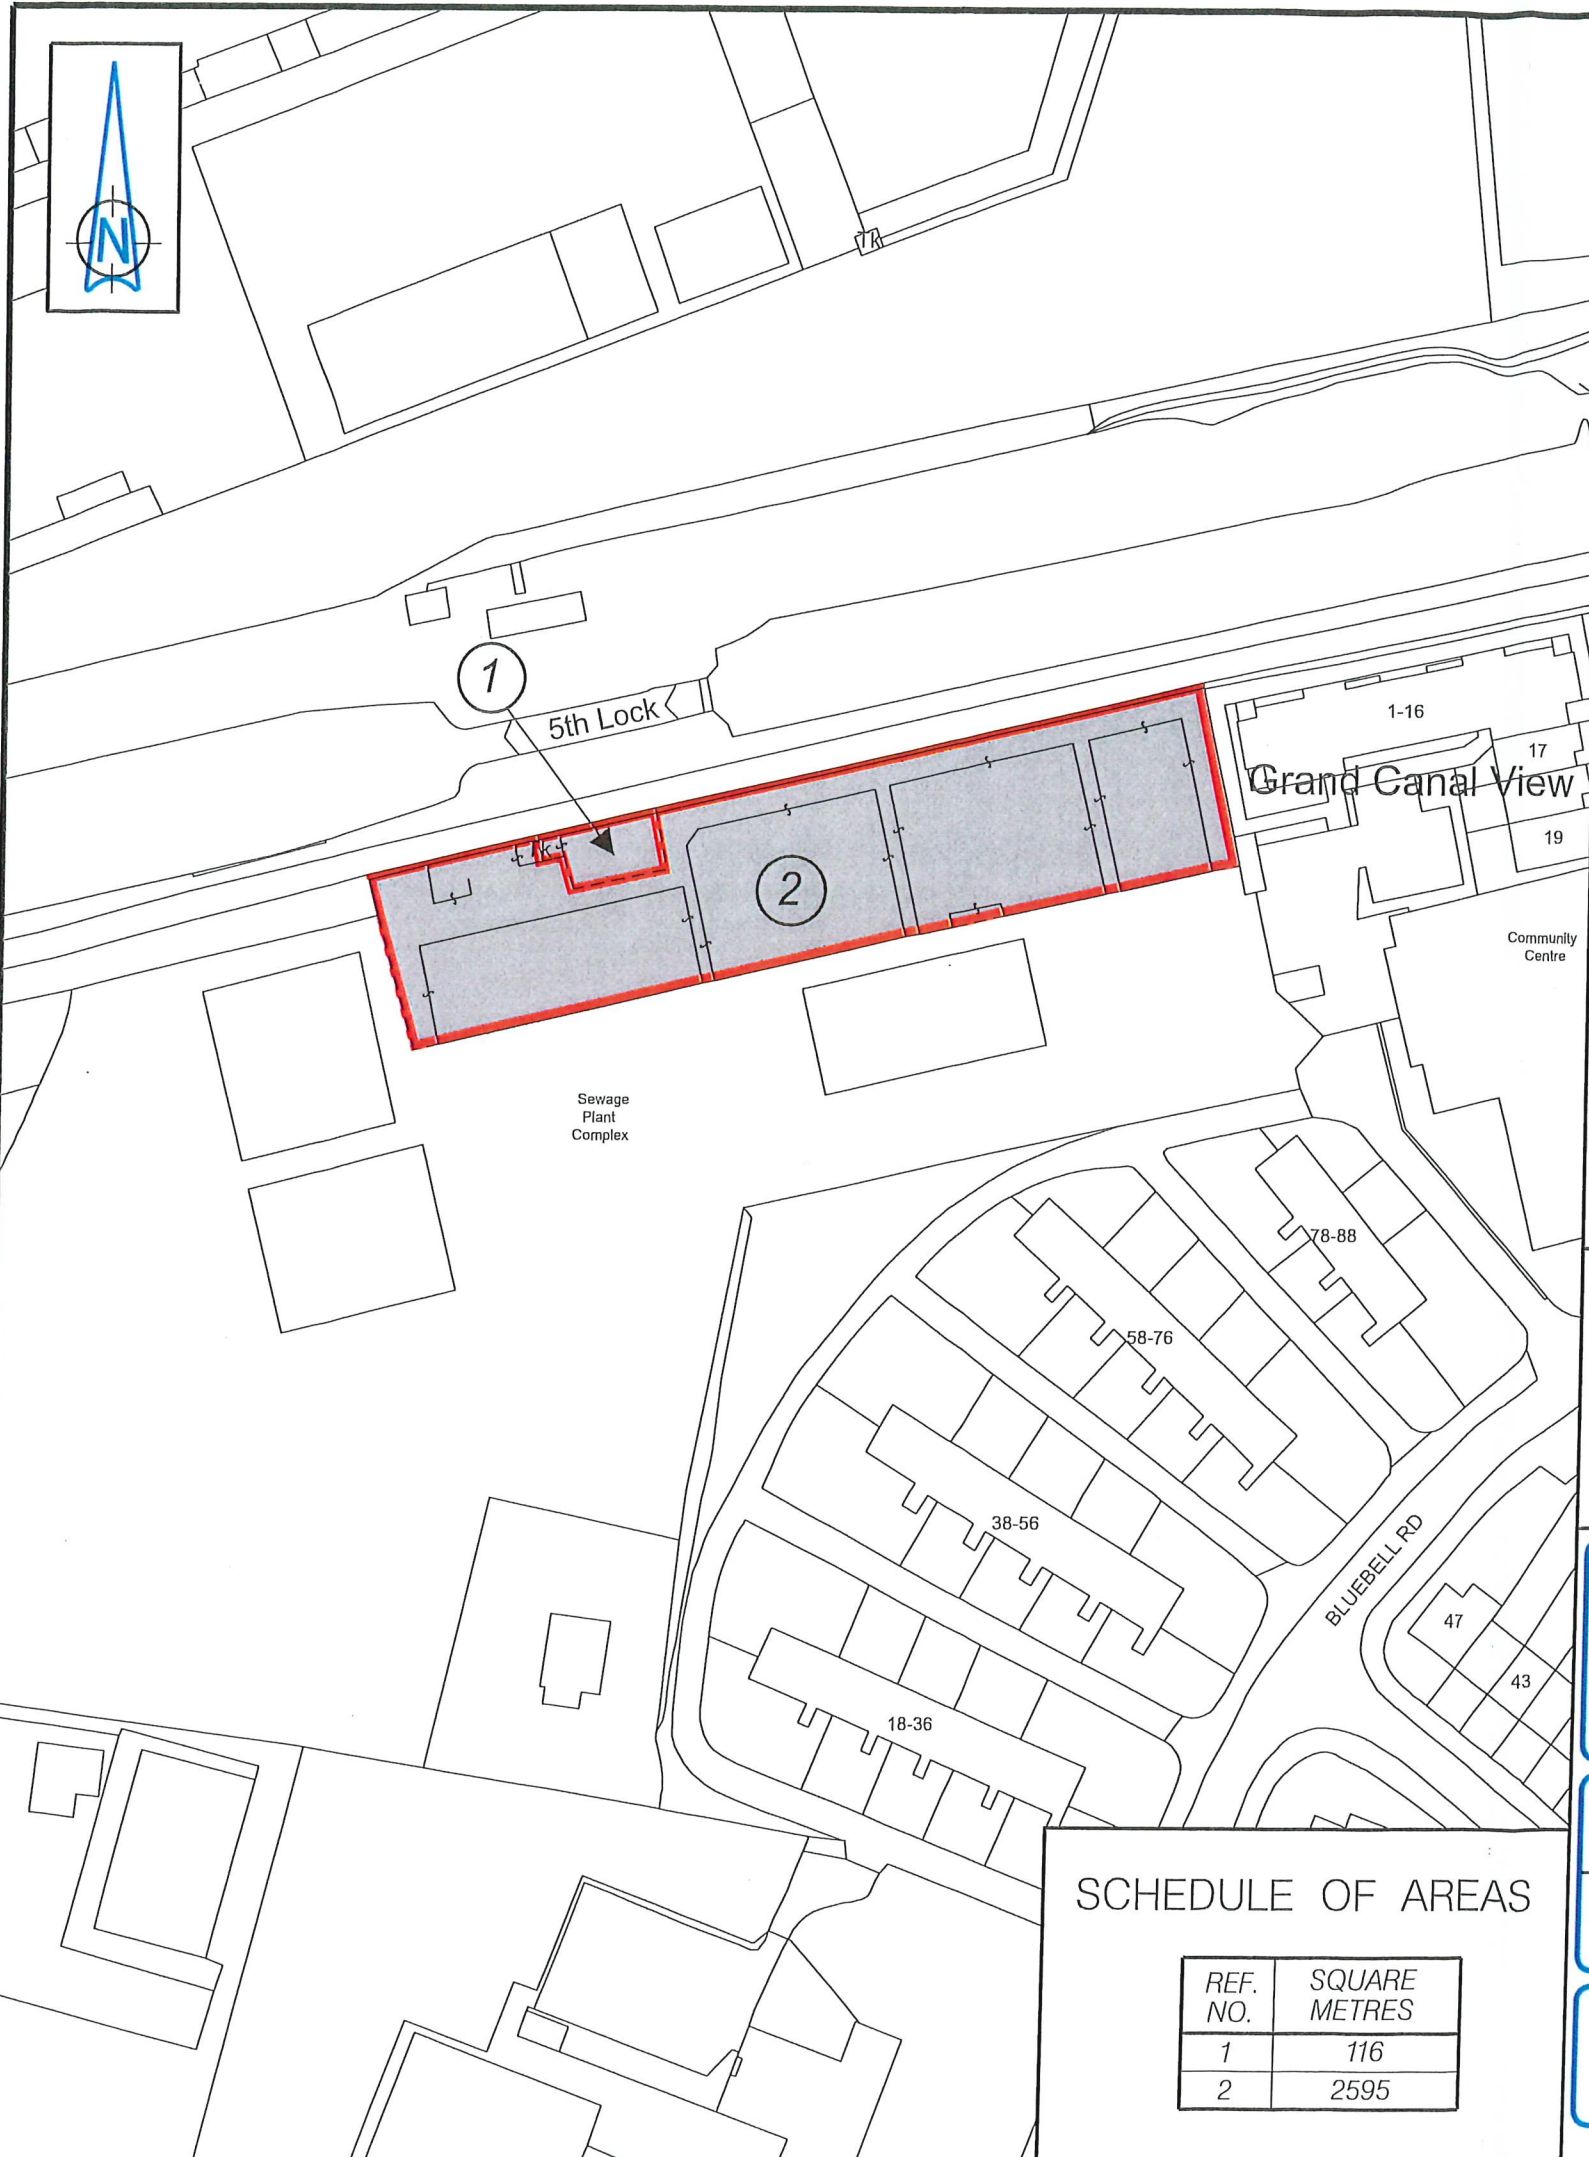 N
Tk
1
5th Lock
1-16
17
Grand Canal View
19
Tk
2
Community
Centre
Sewage
Plant
Complex
78-88
58-76
38-56
BLUEBELL RD
47
43
18-36
SCHEDULE OF AREAS
REF. NO. SQUARE METRES
1 116
2 2595